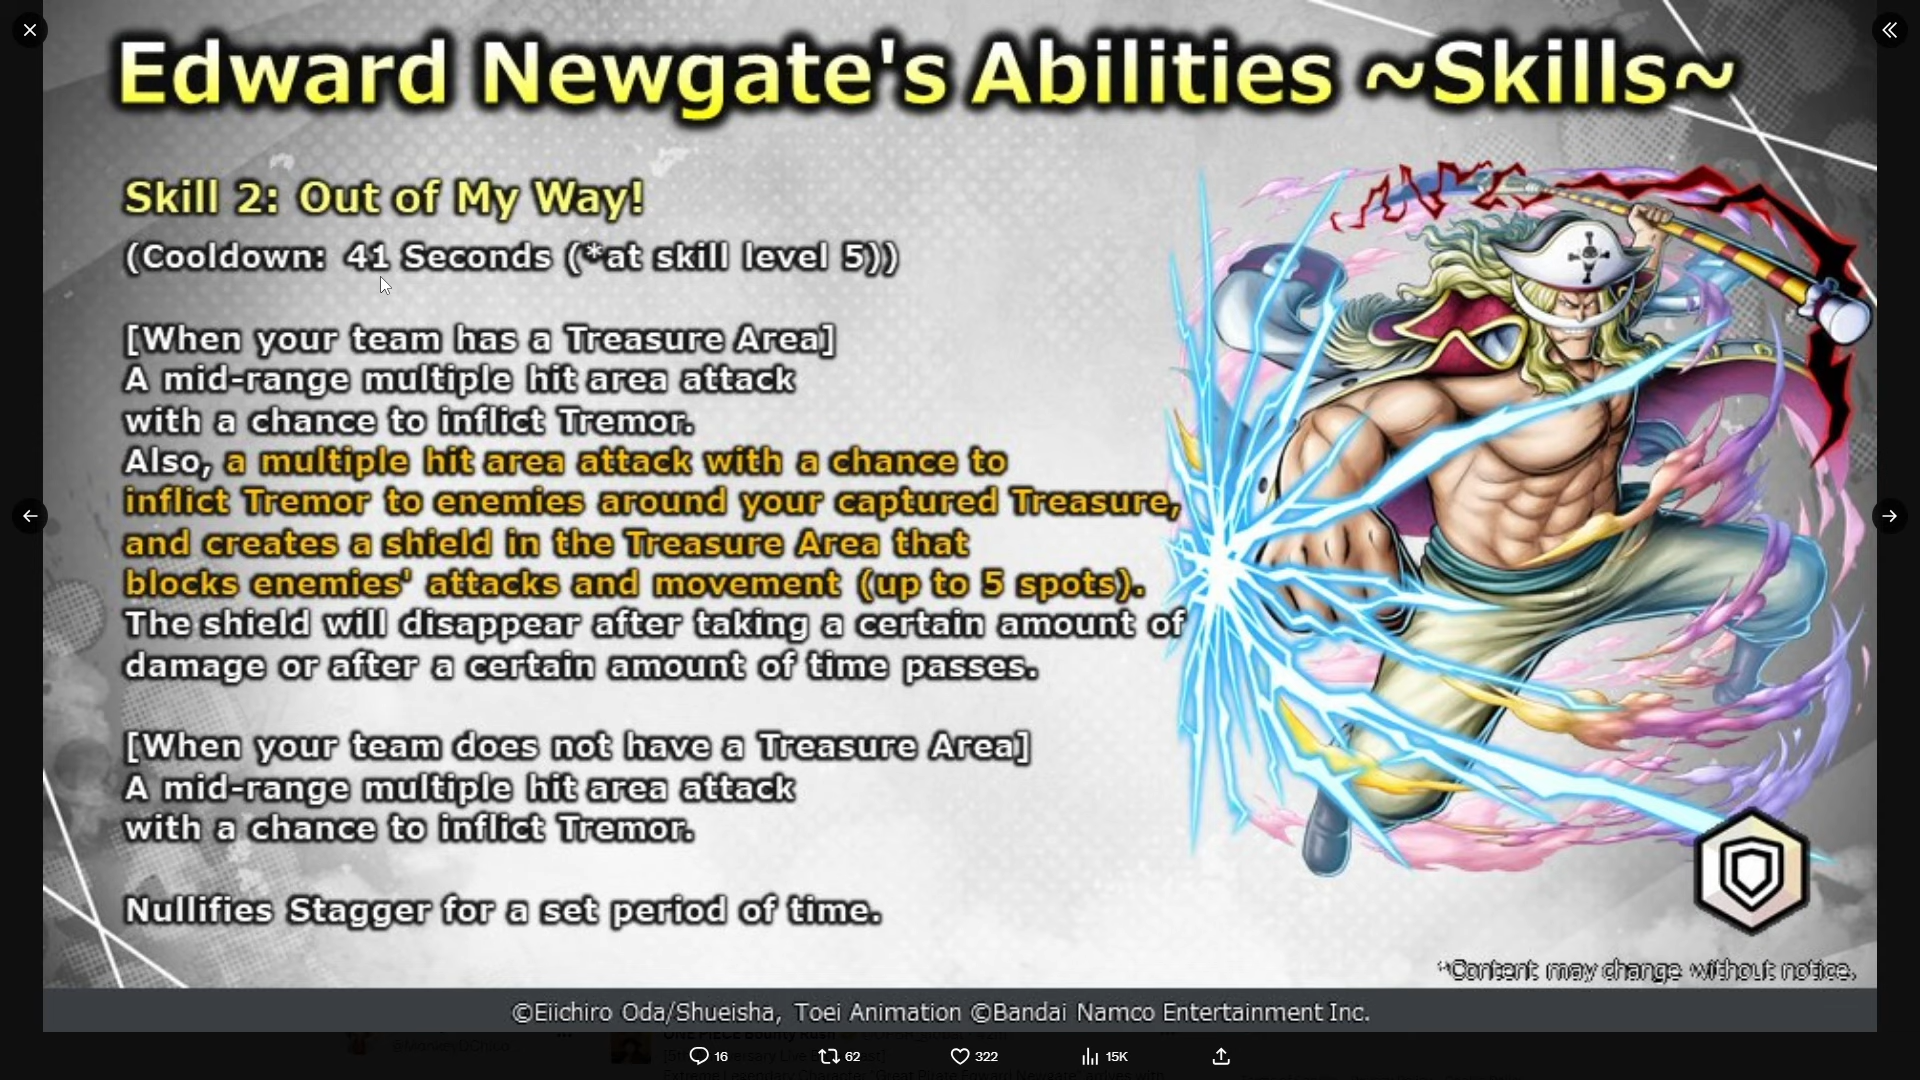 Edward Newgate's Abilities ~Skills~
Skill 2: Out of My Way!
(Cooldown: 41 Seconds (*at skill level 5))
[When your team has a Treasure Area]
A mid-range multiple hit area attack
with a chance to inflict Tremor.
Also, a multiple hit area attack with a chance to
inflict Tremor to enemies around your captured Treasure,
and creates a shield in the Treasure Area that
blocks enemies' attacks and movement (up to 5 spots).
The shield will disappear after taking a certain amount of
damage or after a certain amount of time passes.
[When your team does not have a Treasure Area]
A mid-range multiple hit area attack
with a chance to inflict Tremor.
Nullifies Stagger for a set period of time.
*Content may change without notice.
©Eiichiro Oda/Shueisha, Toei Animation ©Bandai Namco Entertainment Inc.
16 62 322 15K